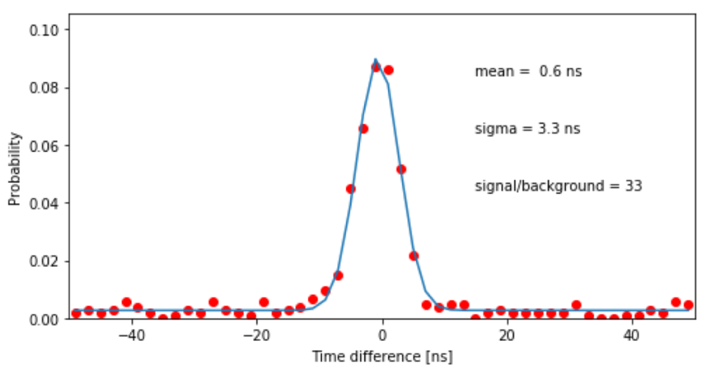 0.10
mean =  0.6 ns
0.08
sigma = 3.3 ns
0.06
signal/background = 33
0.04
0.02
0.00
Probability
−40 −20 0 20 40
Time difference [ns]